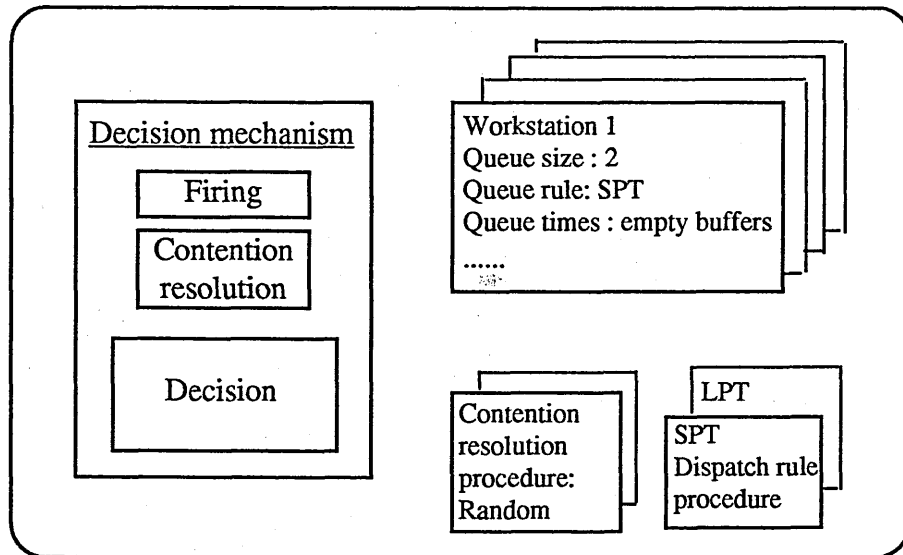 Decision mechanism
Firing
Contention
resolution
Decision
Workstation 1
Queue size : 2
Queue rule: SPT
Queue times : empty buffers
......
Contention
resolution
procedure:
Random
LPT
SPT
Dispatch rule
procedure